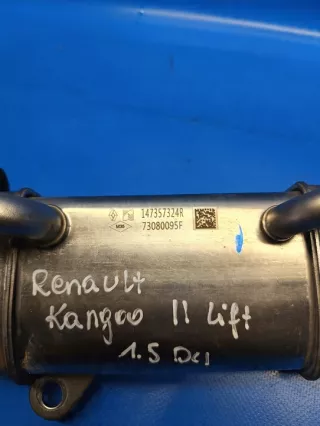 147357324R
73080095F
Renault
Kangoo II Lift
1.5 Dci